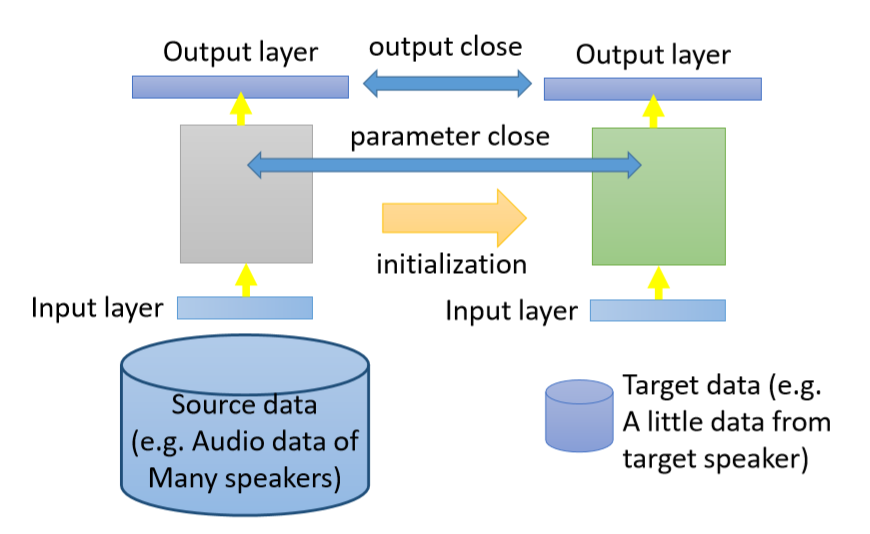 Output layer
output close
Output layer
parameter close
initialization
Input layer
Input layer
Source data
(e.g. Audio data of
Many speakers)
Target data (e.g.
A little data from
target speaker)